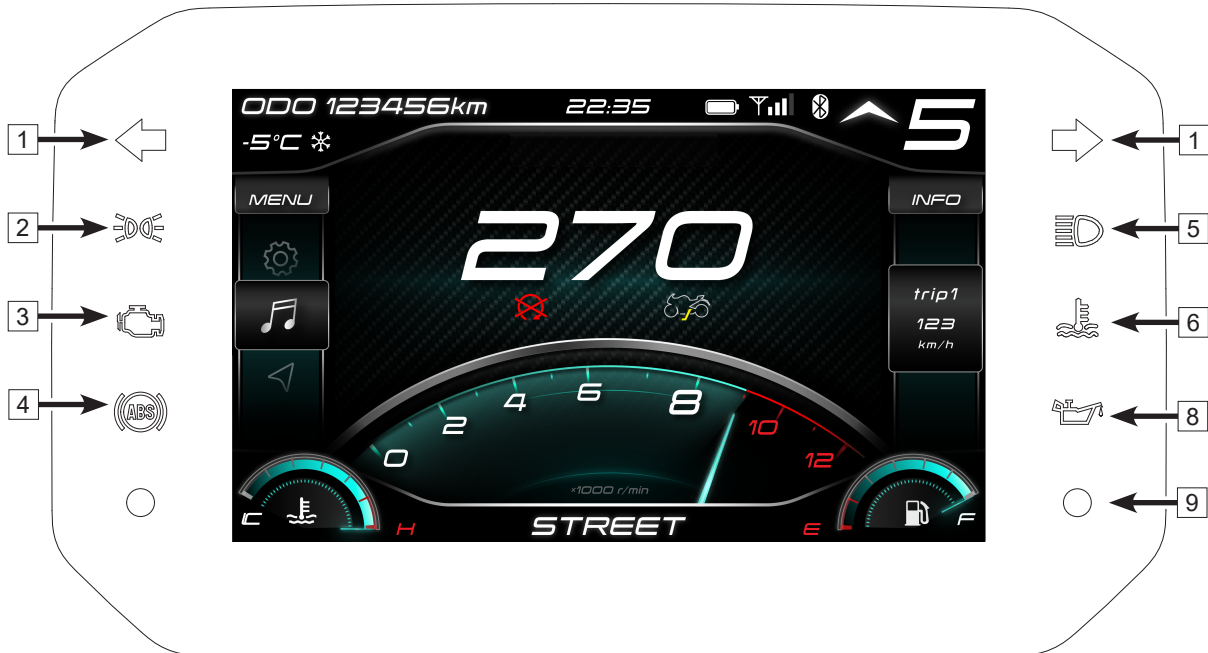 ODO 123456km 22:35 5
-5°C
1 1
MENU INFO
2 270 5
trip1
3 123 6
km/h
ABS
4 8
0 2 4 6 8 10 12
×1000 r/min
9
C H STREET E F